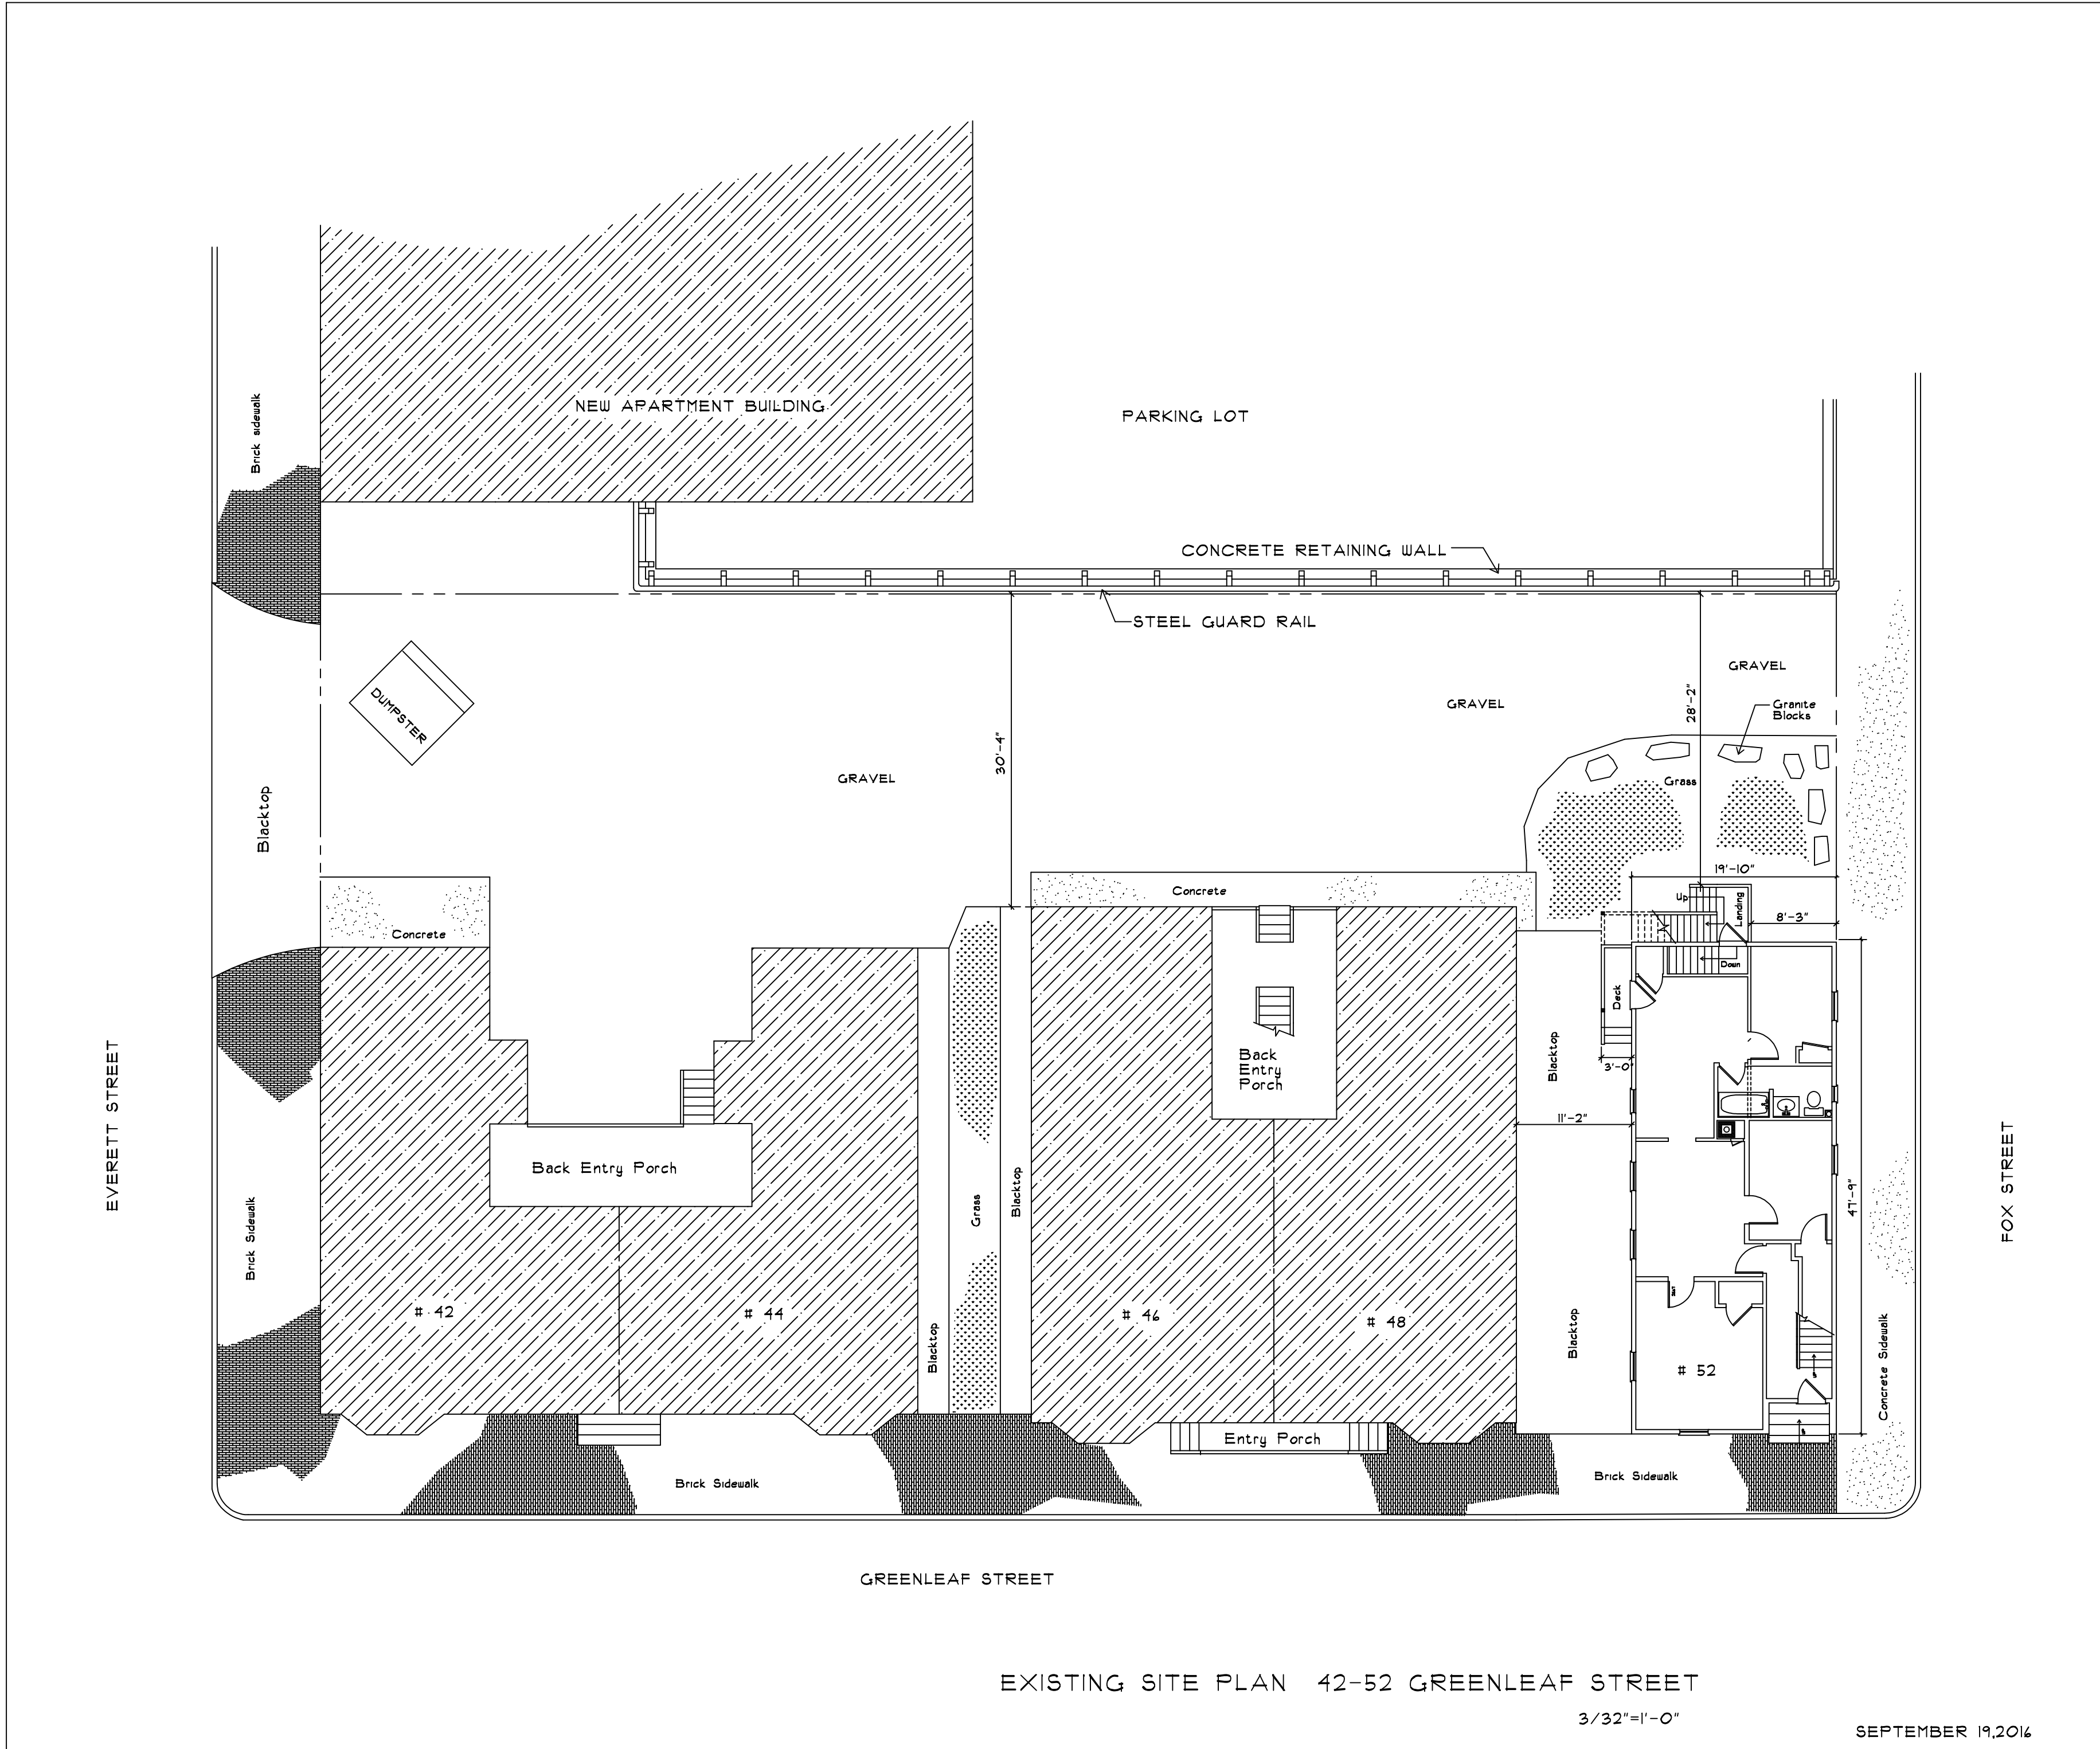 Brick sidewalk
NEW APARTMENT BUILDING
PARKING LOT
CONCRETE RETAINING WALL
STEEL GUARD RAIL
DUMPSTER
GRAVEL
GRAVEL
GRAVEL
28'-2"
Granite
Blocks
30'-4"
Grass
Blacktop
Concrete
Concrete
19'-10"
Up
Landing
8'-3"
Down
Deck
3'-0"
11'-2"
47'-9"
EVERETT STREET
FOX STREET
Back Entry Porch
Back
Entry
Porch
Blacktop
Brick Sidewalk
Grass
Blacktop
Blacktop
Blacktop
# 42
# 44
# 46
# 48
# 52
Concrete Sidewalk
Entry Porch
Brick Sidewalk
Brick Sidewalk
GREENLEAF STREET
EXISTING SITE PLAN 42-52 GREENLEAF STREET
3/32"=1'-0"
SEPTEMBER 19,2016